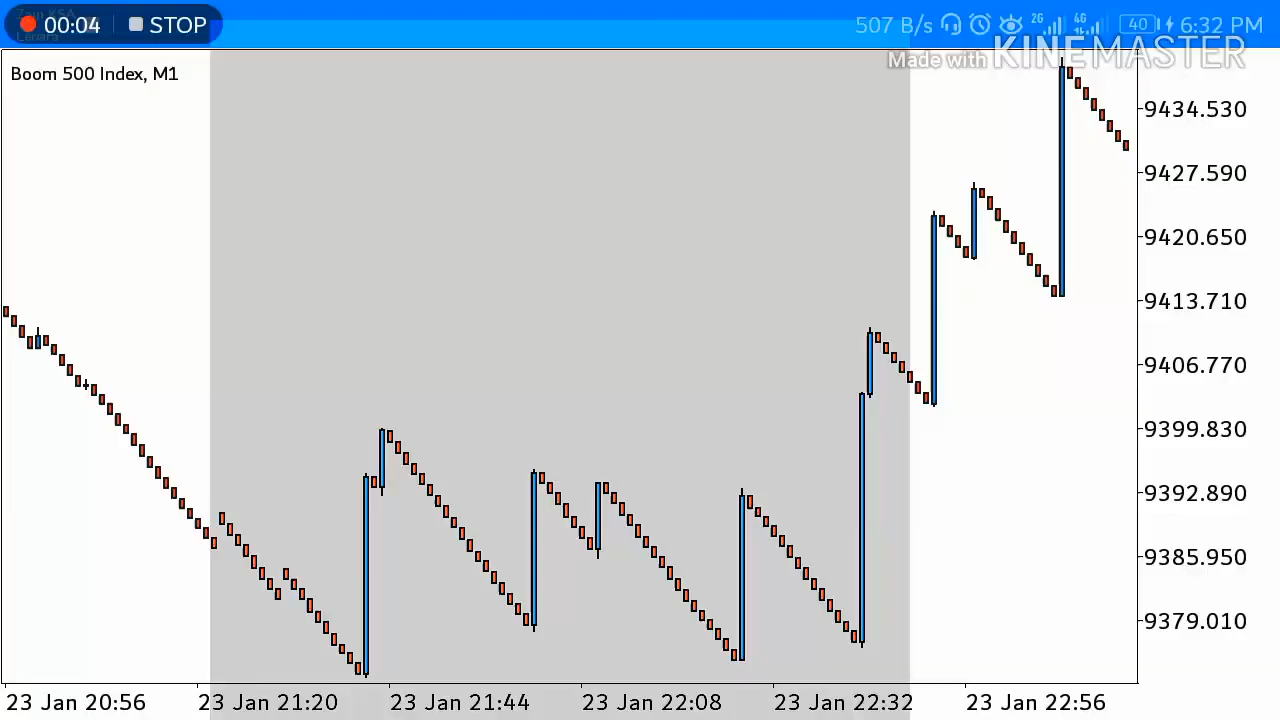 00:04 STOP 507 B/s 2G 4G 40 6:32 PM
Made with KINEMASTER
Boom 500 Index, M1
9434.530
9427.590
9420.650
9413.710
9406.770
9399.830
9392.890
9385.950
9379.010
23 Jan 20:56 23 Jan 21:20 23 Jan 21:44 23 Jan 22:08 23 Jan 22:32 23 Jan 22:56